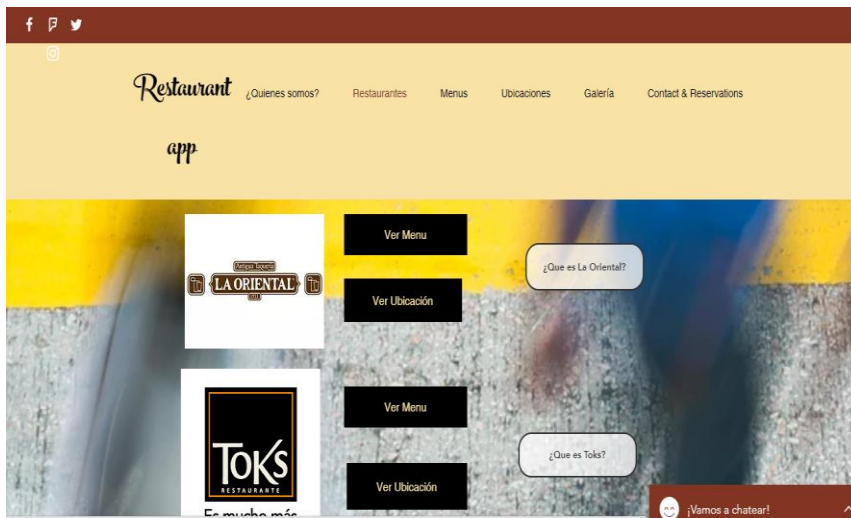 Restaurant
app
¿Quienes somos?
Restaurantes
Menus
Ubicaciones
Galería
Contact & Reservations
Antigua Taquería
LA ORIENTAL
Ver Menu
Ver Ubicación
¿Que es La Oriental?
TOKS
RESTAURANTE
Es mucho más
Ver Menu
Ver Ubicación
¿Que es Toks?
¡Vamos a chatear!